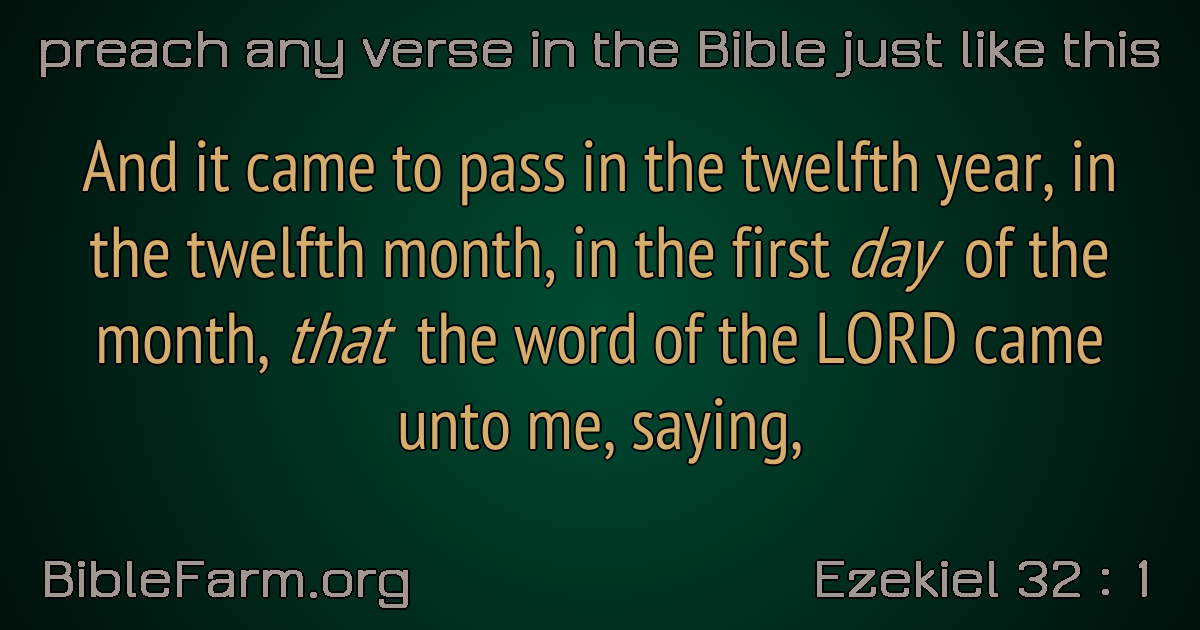 preach any verse in the Bible just like this
And it came to pass in the twelfth year, in
the twelfth month, in the first day of the
month, that the word of the LORD came
unto me, saying,
BibleFarm.org
Ezekiel 32 : 1